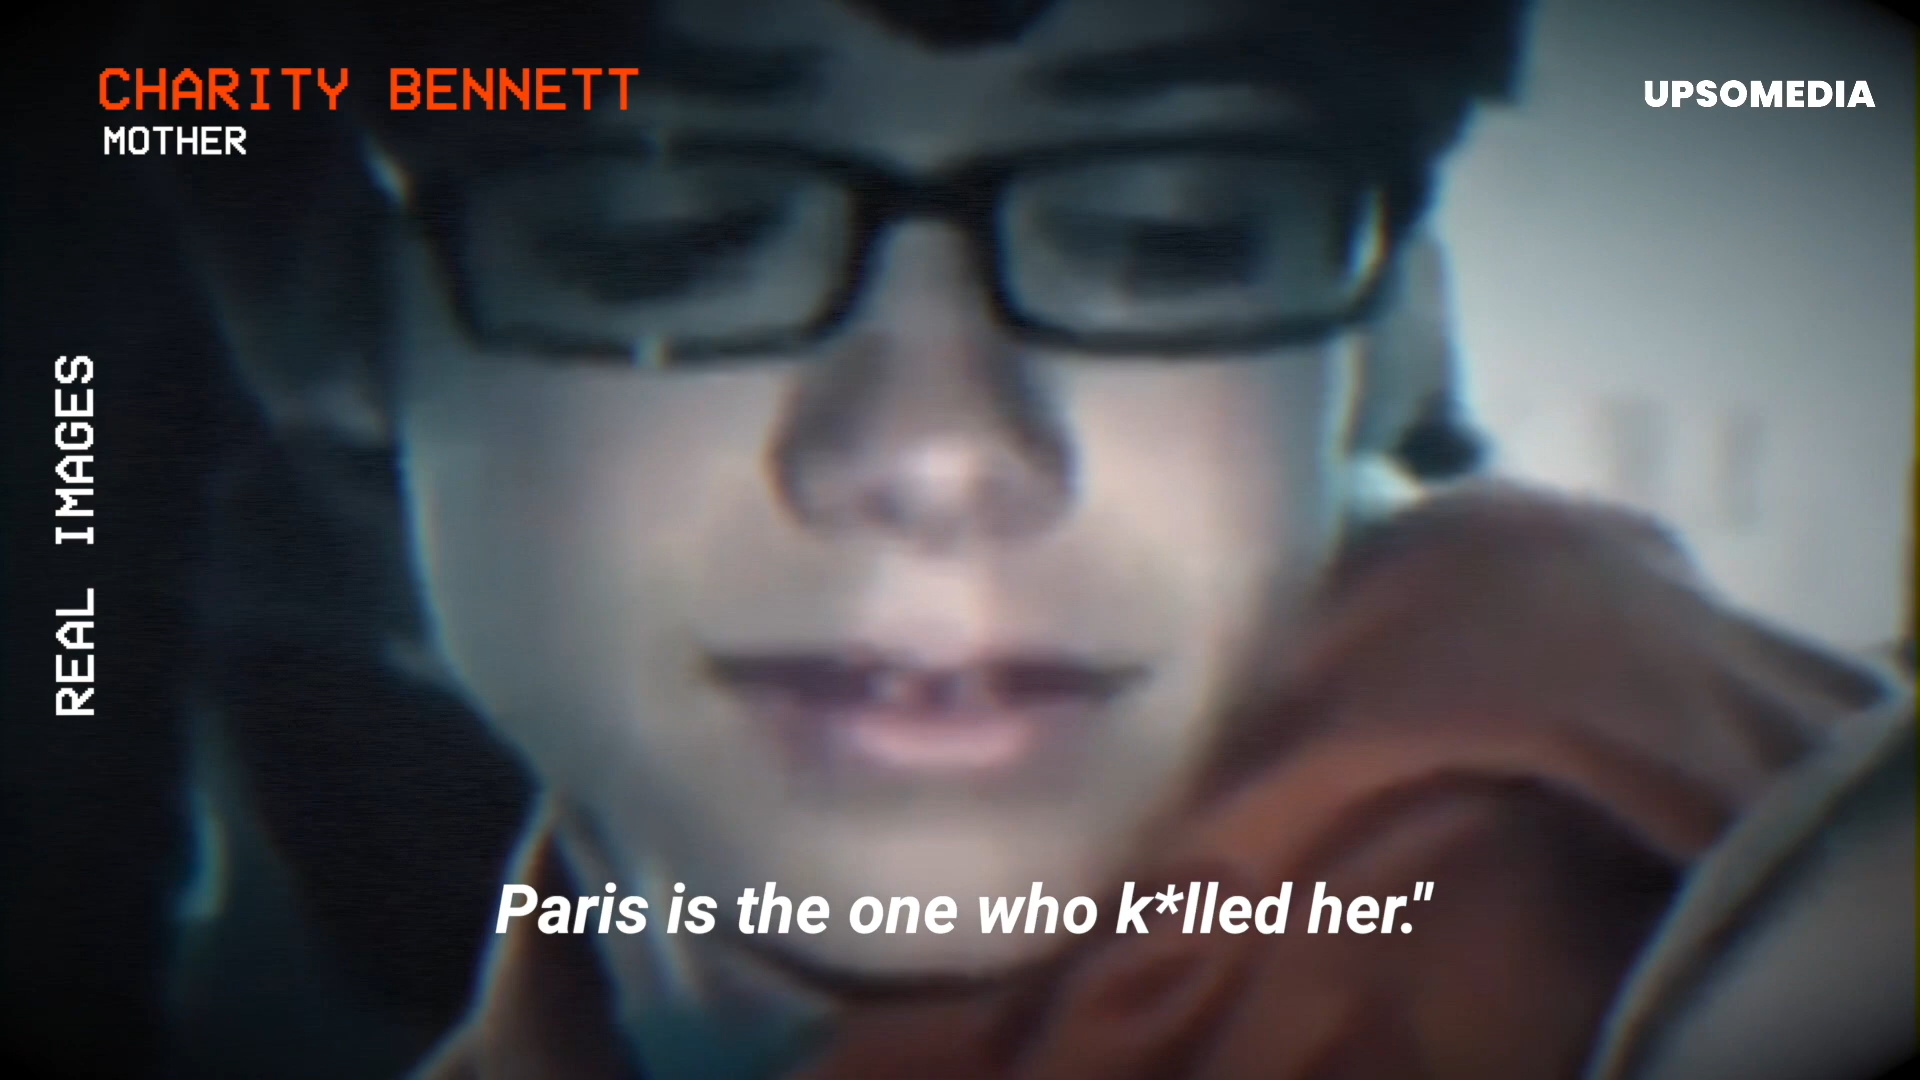 CHARITY BENNETT
MOTHER
UPSOMEDIA
REAL IMAGES
Paris is the one who k*lled her."